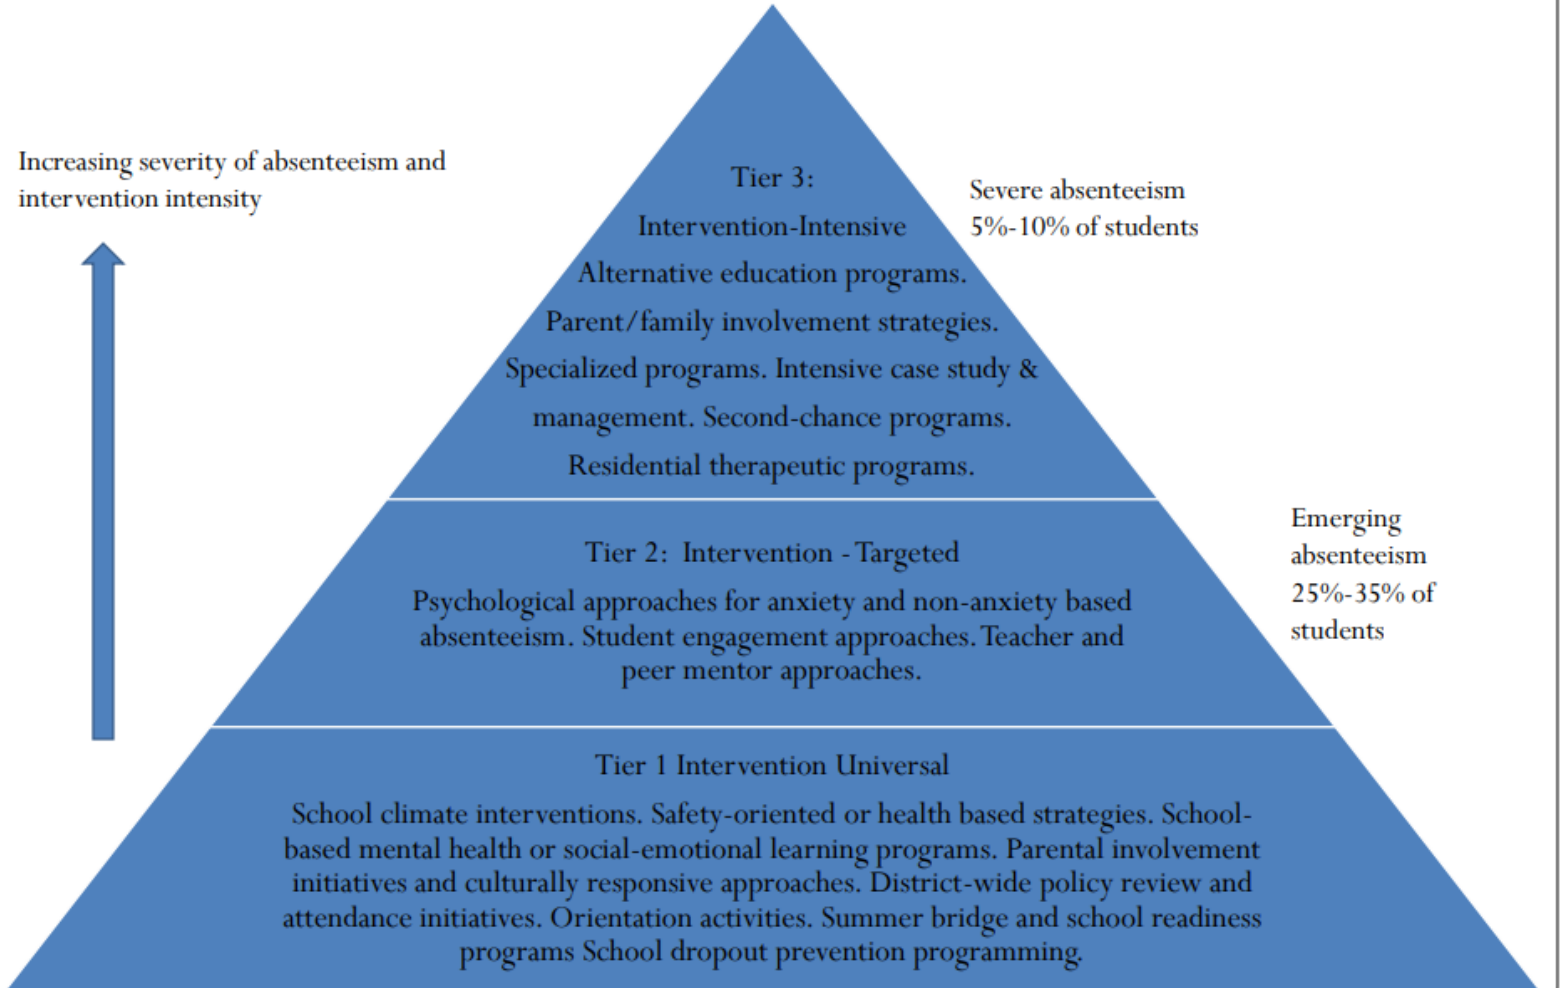 Increasing severity of absenteeism and
intervention intensity
Tier 3:
Intervention-Intensive
Alternative education programs.
Parent/family involvement strategies.
Specialized programs. Intensive case study &
management. Second-chance programs.
Residential therapeutic programs.
Severe absenteeism
5%-10% of students
Tier 2:  Intervention - Targeted
Psychological approaches for anxiety and non-anxiety based
absenteeism. Student engagement approaches. Teacher and
peer mentor approaches.
Emerging
absenteeism
25%-35% of
students
Tier 1 Intervention Universal
School climate interventions. Safety-oriented or health based strategies. School-
based mental health or social-emotional learning programs. Parental involvement
initiatives and culturally responsive approaches. District-wide policy review and
attendance initiatives. Orientation activities. Summer bridge and school readiness
programs School dropout prevention programming.